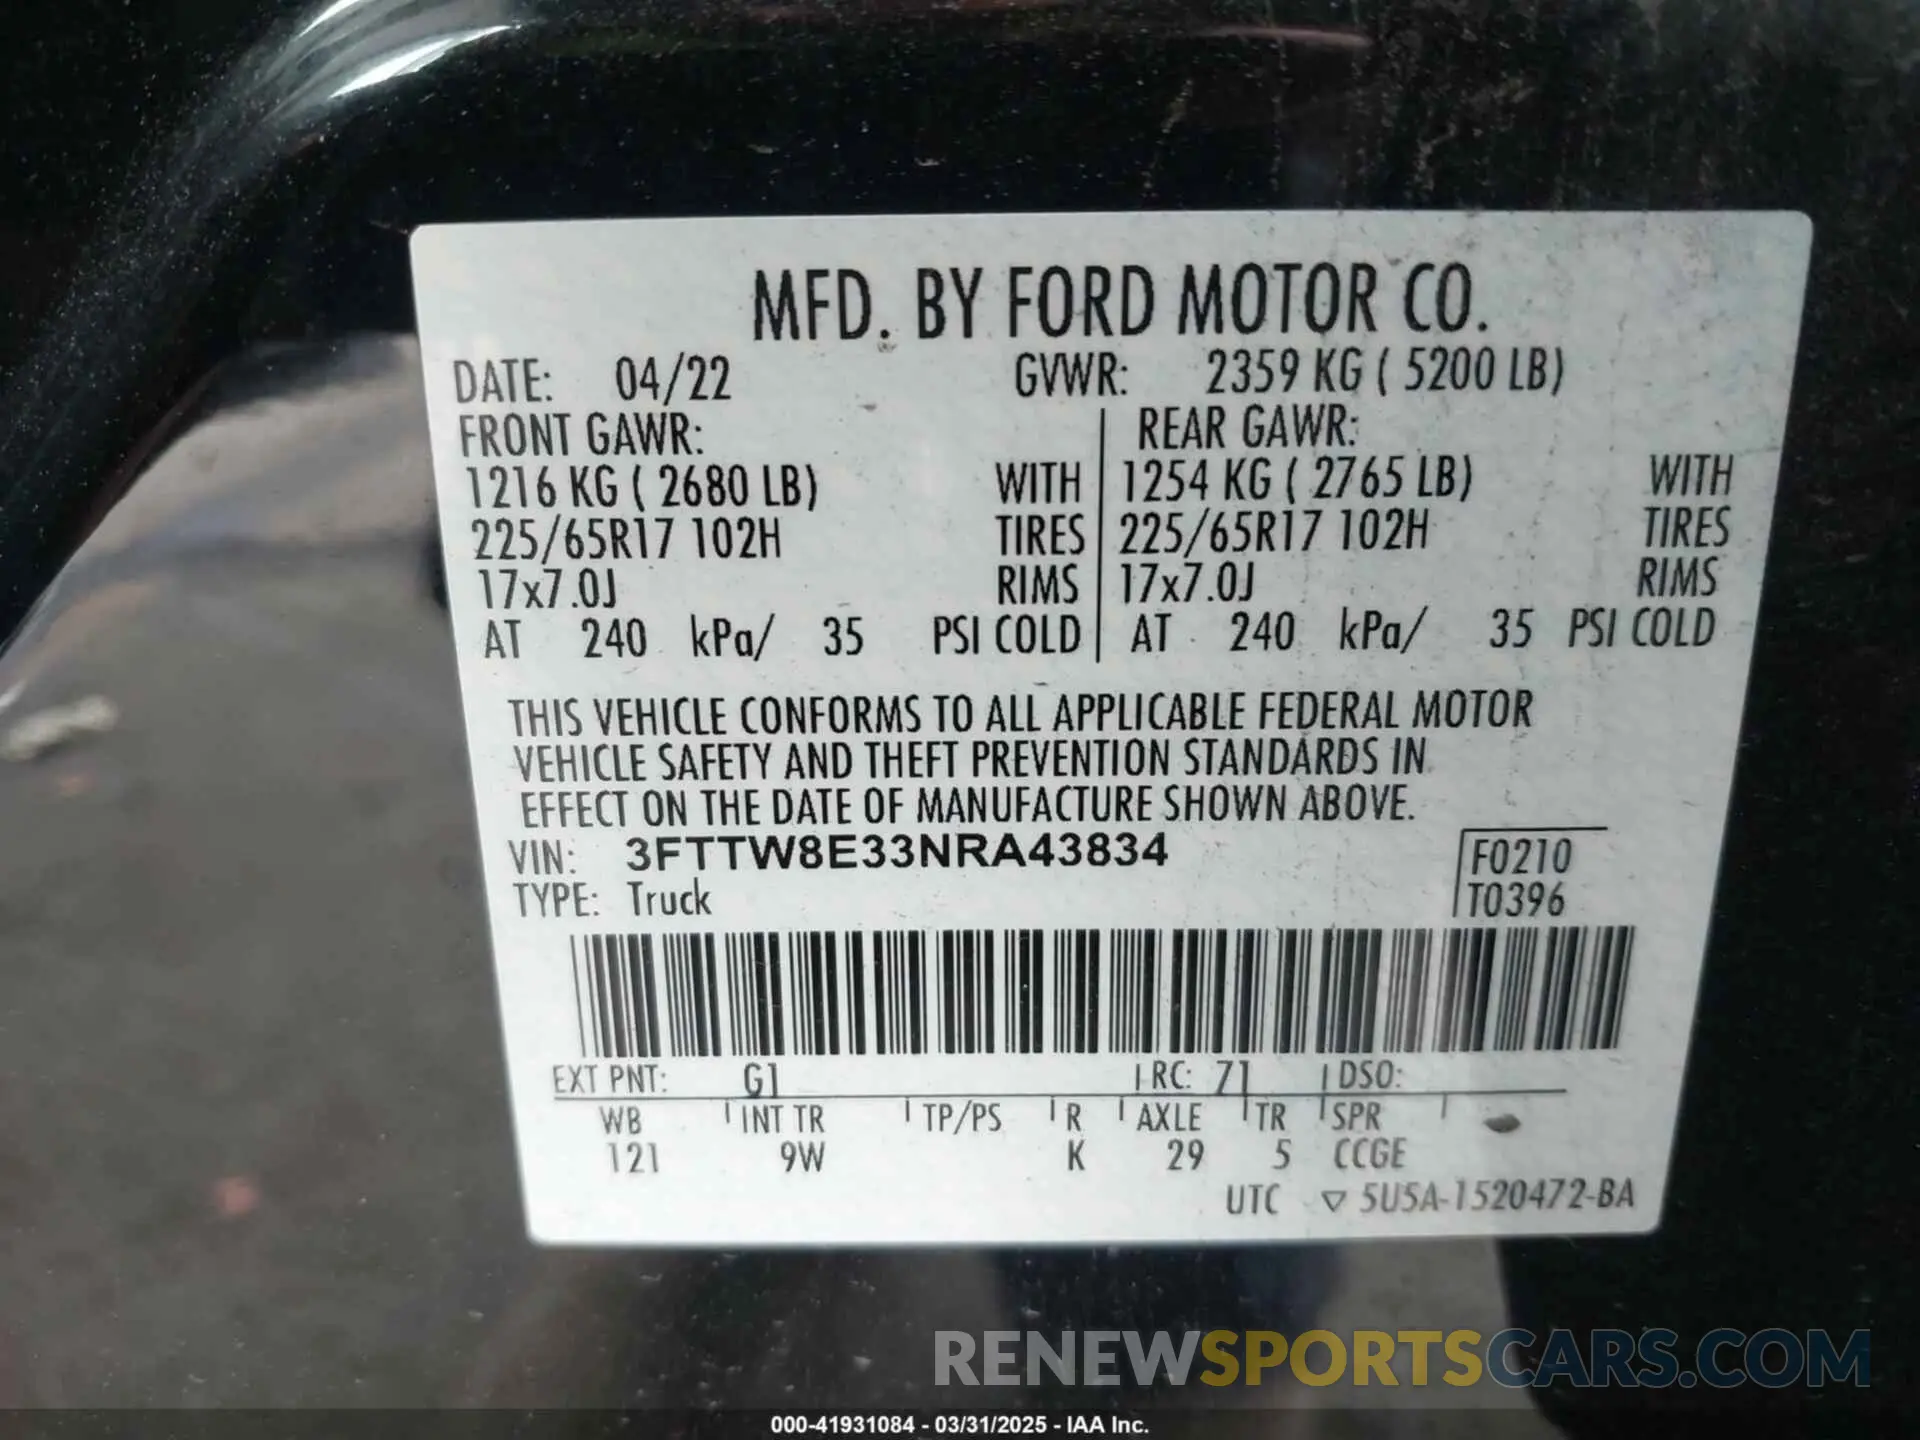 MFD. BY FORD MOTOR CO.
DATE: 04/22 GVWR: 2359 KG ( 5200 LB)
FRONT GAWR: REAR GAWR:
1216 KG ( 2680 LB) WITH 1254 KG ( 2765 LB) WITH
225/65R17 102H TIRES 225/65R17 102H TIRES
17x7.0J RIMS 17x7.0J RIMS
AT 240 kPa/ 35 PSI COLD AT 240 kPa/ 35 PSI COLD
THIS VEHICLE CONFORMS TO ALL APPLICABLE FEDERAL MOTOR
VEHICLE SAFETY AND THEFT PREVENTION STANDARDS IN
EFFECT ON THE DATE OF MANUFACTURE SHOWN ABOVE.
VIN: 3FTTW8E33NRA43834 F0210
TYPE: Truck T0396
EXT PNT: G1 RC: 71 DSO:
WB INT TR TP/PS R AXLE TR SPR
121 9W K 29 5 CCGE
UTC ▽ 5U5A-1520472-BA
RENEWSPORTSCARS.COM
000-41931084 - 03/31/2025 - IAA Inc.